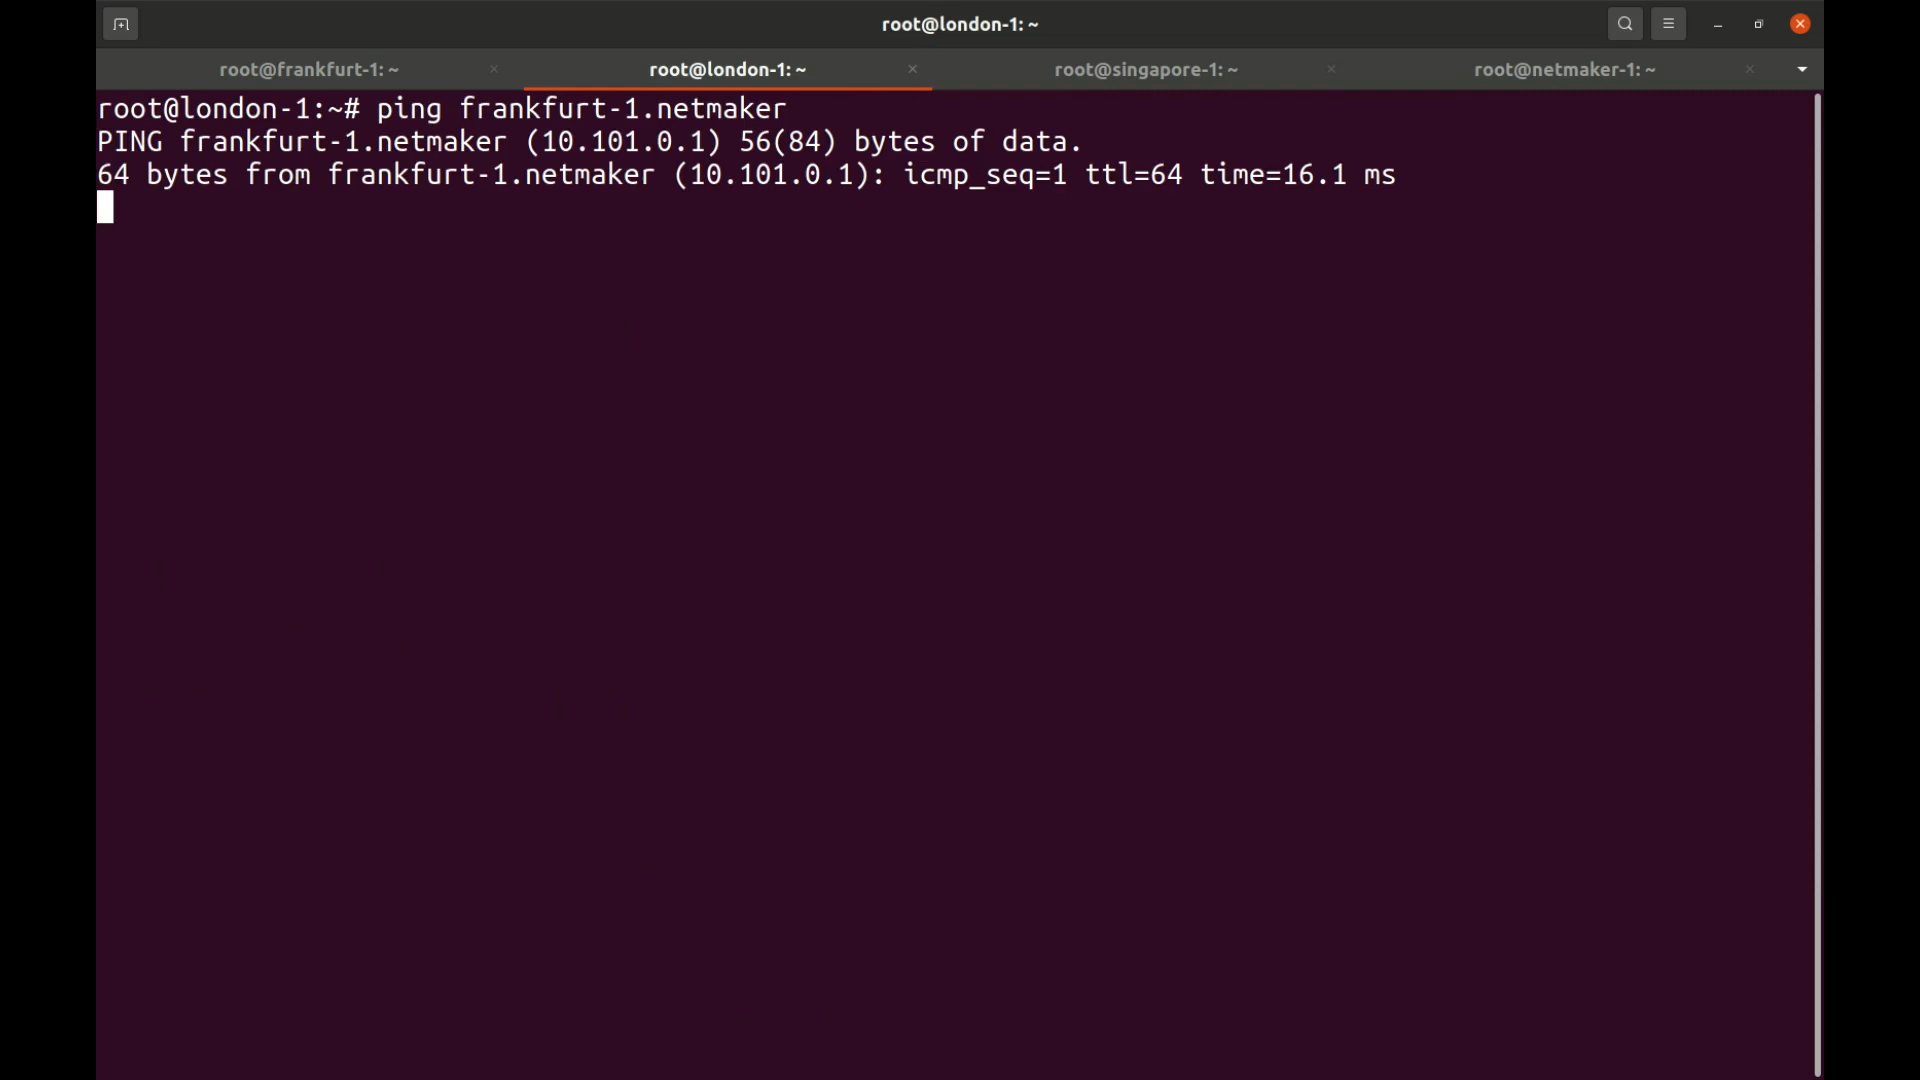 root@london-1: ~
root@frankfurt-1: ~
root@london-1: ~
root@singapore-1: ~
root@netmaker-1: ~
root@london-1:~# ping frankfurt-1.netmaker
PING frankfurt-1.netmaker (10.101.0.1) 56(84) bytes of data.
64 bytes from frankfurt-1.netmaker (10.101.0.1): icmp_seq=1 ttl=64 time=16.1 ms